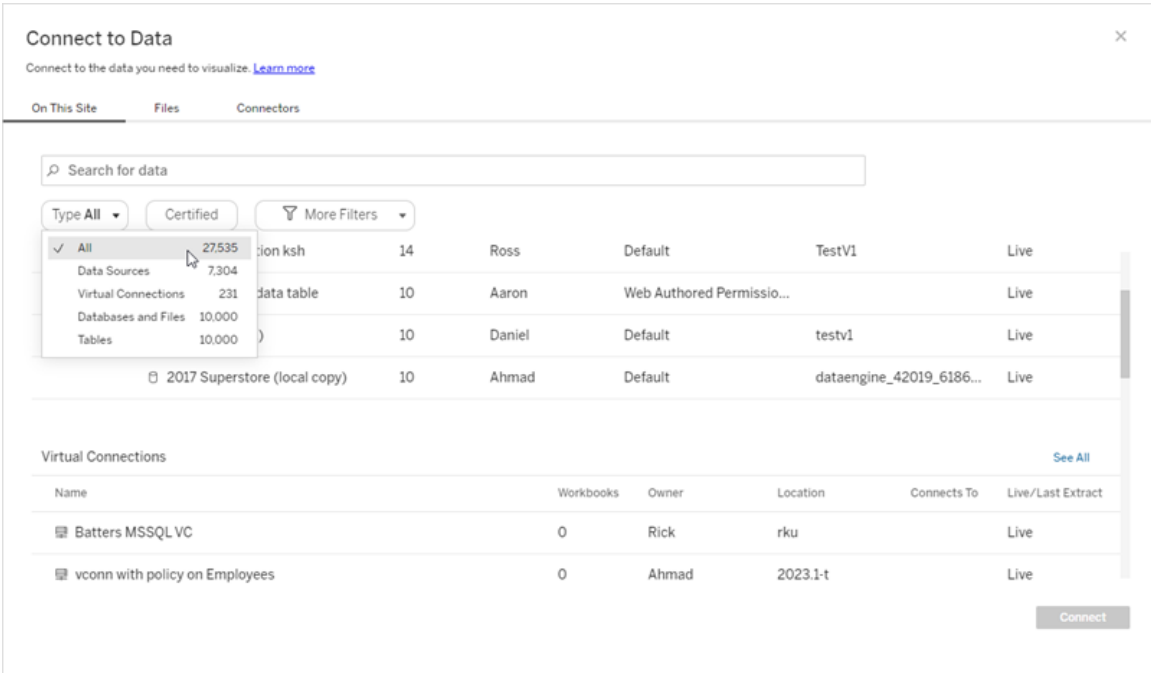 Connect to Data
Connect to the data you need to visualize. Learn more
On This Site Files Connectors
Search for data
Type All Certified More Filters
All 27,535
Data Sources 7,304
Virtual Connections 231
Databases and Files 10,000
Tables 10,000
ksh 14 Ross Default TestV1 Live
data table 10 Aaron Web Authored Permissio... Live
) 10 Daniel Default testv1 Live
2017 Superstore (local copy) 10 Ahmad Default dataengine_42019_6186... Live
Virtual Connections See All
Name Workbooks Owner Location Connects To Live/Last Extract
Batters MSSQL VC 0 Rick rku Live
vconn with policy on Employees 0 Ahmad 2023.1-t Live
Connect